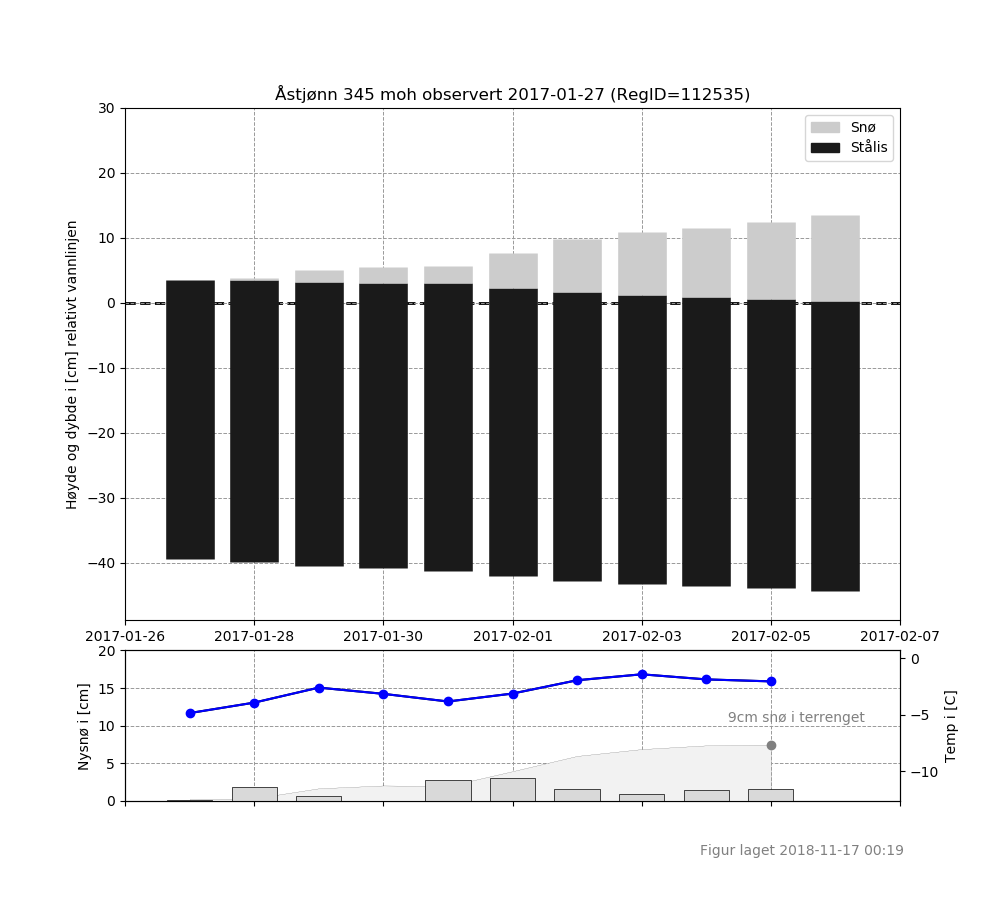 Åstjønn 345 moh observert 2017-01-27 (RegID=112535)
30
20
10
0
−10
−20
−30
−40
Høyde og dybde i [cm] relativt vannlinjen
Snø
Stålis
2017-01-26
2017-01-28
2017-01-30
2017-02-01
2017-02-03
2017-02-05
2017-02-07
20
15
10
5
0
Nysnø i [cm]
9cm snø i terrenget
0
−5
−10
Temp i [C]
Figur laget 2018-11-17 00:19